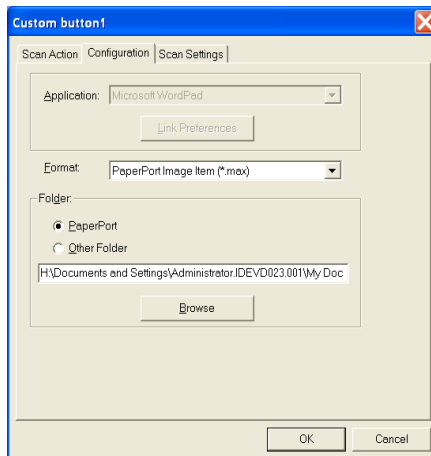 Custom button1
Scan Action Configuration Scan Settings
Application: Microsoft WordPad
Link Preferences
Format: PaperPort Image Item (*.max)
Folder:
PaperPort
Other Folder
H:\Documents and Settings\Administrator.IDEVD023.001\My Doc
Browse
OK Cancel